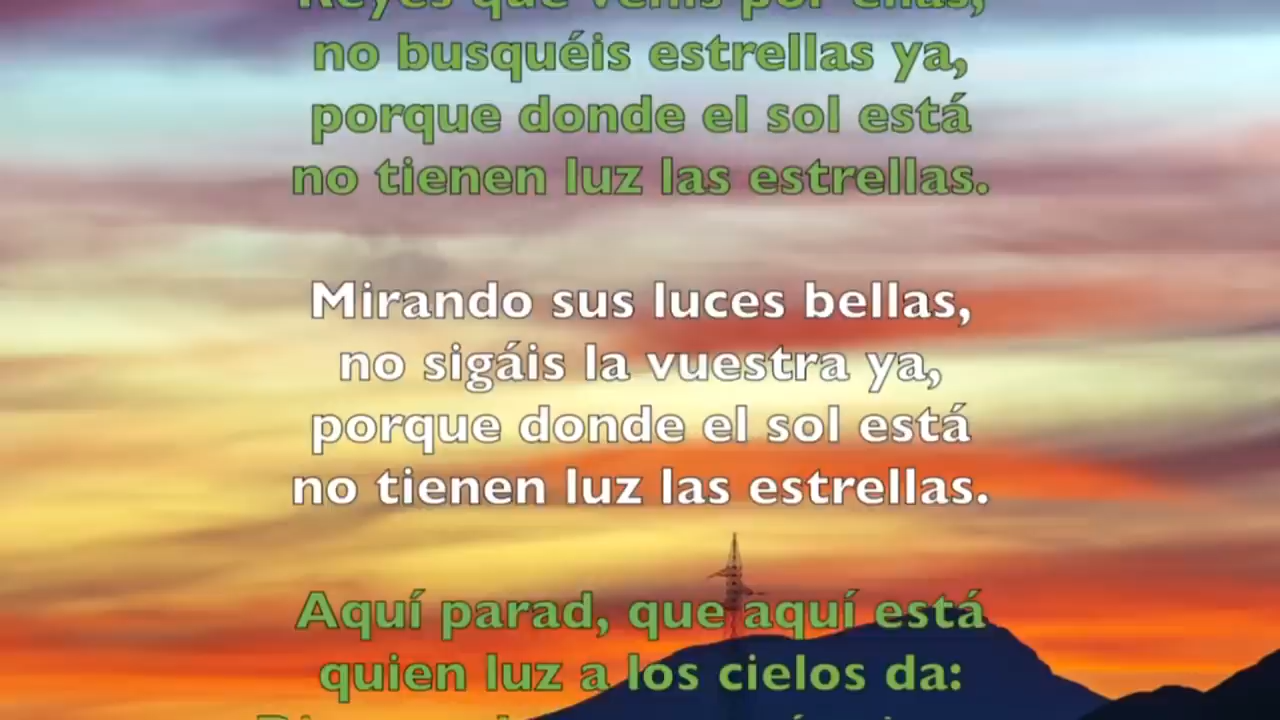 Reyes que venís por ellas,
no busquéis estrellas ya,
porque donde el sol está
no tienen luz las estrellas.
Mirando sus luces bellas,
no sigáis la vuestra ya,
porque donde el sol está
no tienen luz las estrellas.
Aquí parad, que aquí está
quien luz a los cielos da: